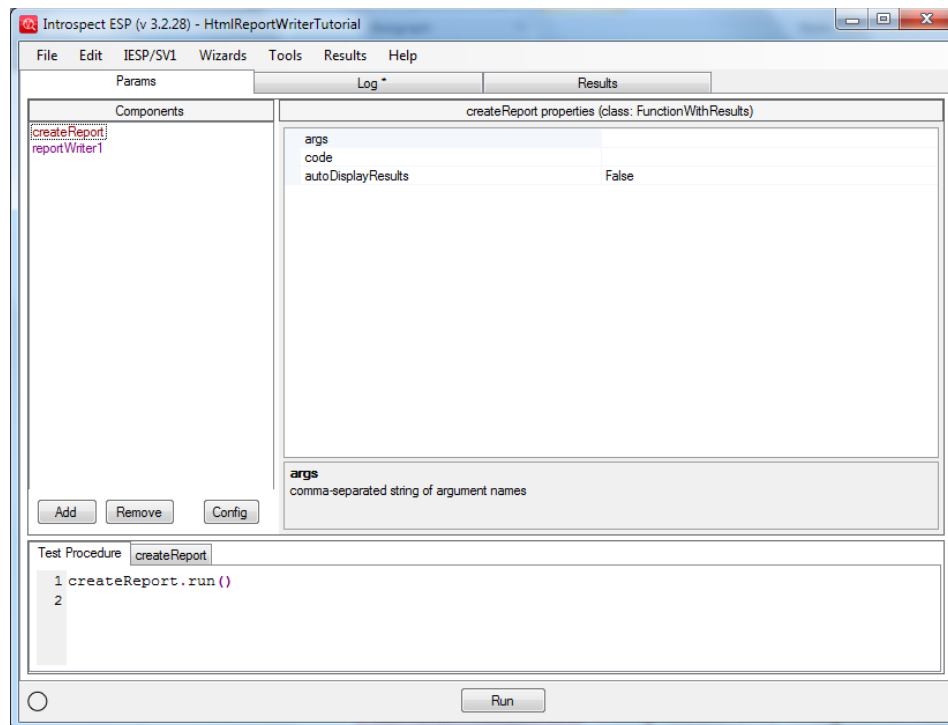 Introspect ESP (v 3.2.28) - HtmlReportWriterTutorial
File Edit IESP/SV1 Wizards Tools Results Help
Params Log * Results
Components
createReport
reportWriter1
Add Remove Config
createReport properties (class: FunctionWithResults)
args
code
autoDisplayResults False
args
comma-separated string of argument names
Test Procedure createReport
1 createReport.run()
2
Run